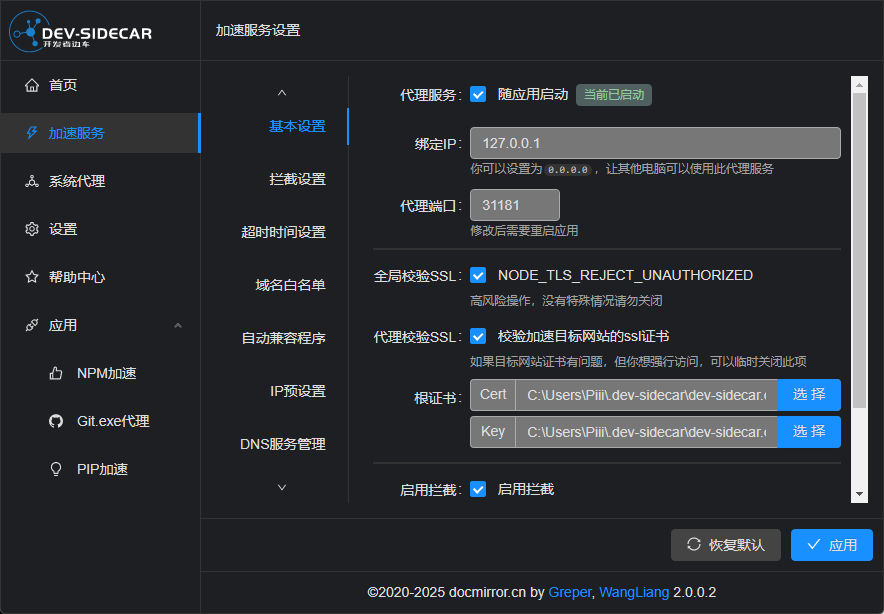 DEV-SIDECAR
开发者边车
首页
加速服务
系统代理
设置
帮助中心
应用
NPM加速
Git.exe代理
PIP加速
加速服务设置
基本设置
拦截设置
超时时间设置
域名白名单
自动兼容程序
IP预设置
DNS服务管理
代理服务: 随应用启动 当前已启动
绑定IP: 127.0.0.1
你可以设置为 0.0.0.0 ，让其他电脑可以使用此代理服务
代理端口: 31181
修改后需要重启应用
全局校验SSL: NODE_TLS_REJECT_UNAUTHORIZED
高风险操作，没有特殊情况请勿关闭
代理校验SSL: 校验加速目标网站的ssl证书
如果目标网站证书有问题，但你想强行访问，可以临时关闭此项
根证书: Cert C:\Users\Piii\.dev-sidecar\dev-sidecar.c 选 择
Key C:\Users\Piii\.dev-sidecar\dev-sidecar.k 选 择
启用拦截: 启用拦截
恢复默认 应用
©2020-2025 docmirror.cn by Greper, WangLiang 2.0.0.2